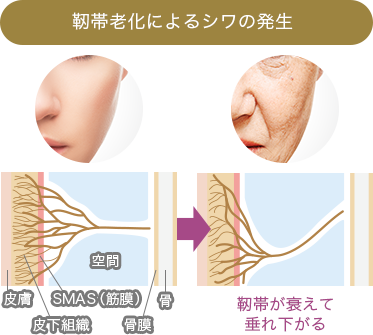 靭帯老化によるシワの発生
空間
皮膚
SMAS（筋膜）
骨
皮下組織
骨膜
靭帯が衰えて
垂れ下がる